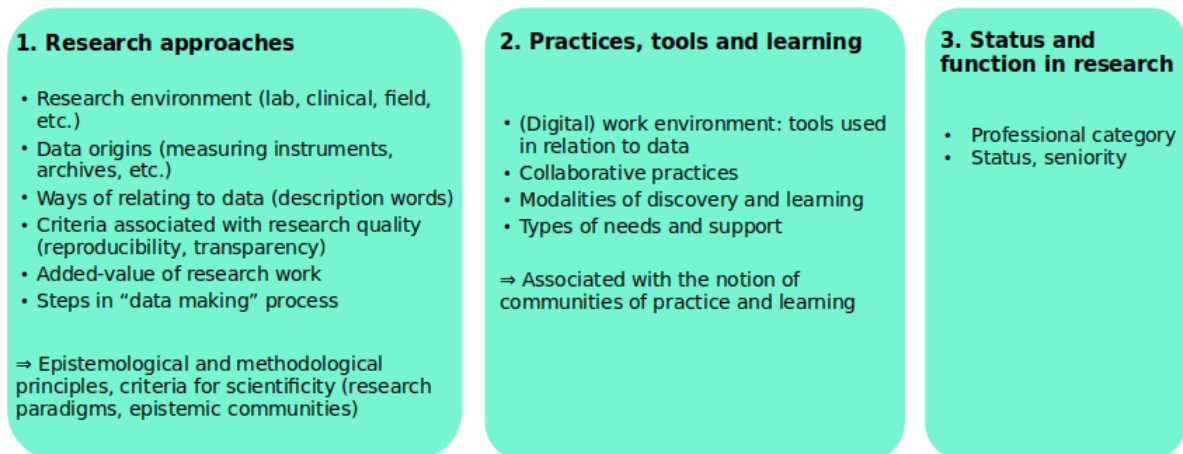 1. Research approaches
• Research environment (lab, clinical, field,
etc.)
• Data origins (measuring instruments,
archives, etc.)
• Ways of relating to data (description words)
• Criteria associated with research quality
(reproducibility, transparency)
• Added-value of research work
• Steps in “data making” process
⇒ Epistemological and methodological
principles, criteria for scientificity (research
paradigms, epistemic communities)
2. Practices, tools and learning
• (Digital) work environment: tools used
in relation to data
• Collaborative practices
• Modalities of discovery and learning
• Types of needs and support
⇒ Associated with the notion of
communities of practice and learning
3. Status and
function in research
• Professional category
• Status, seniority